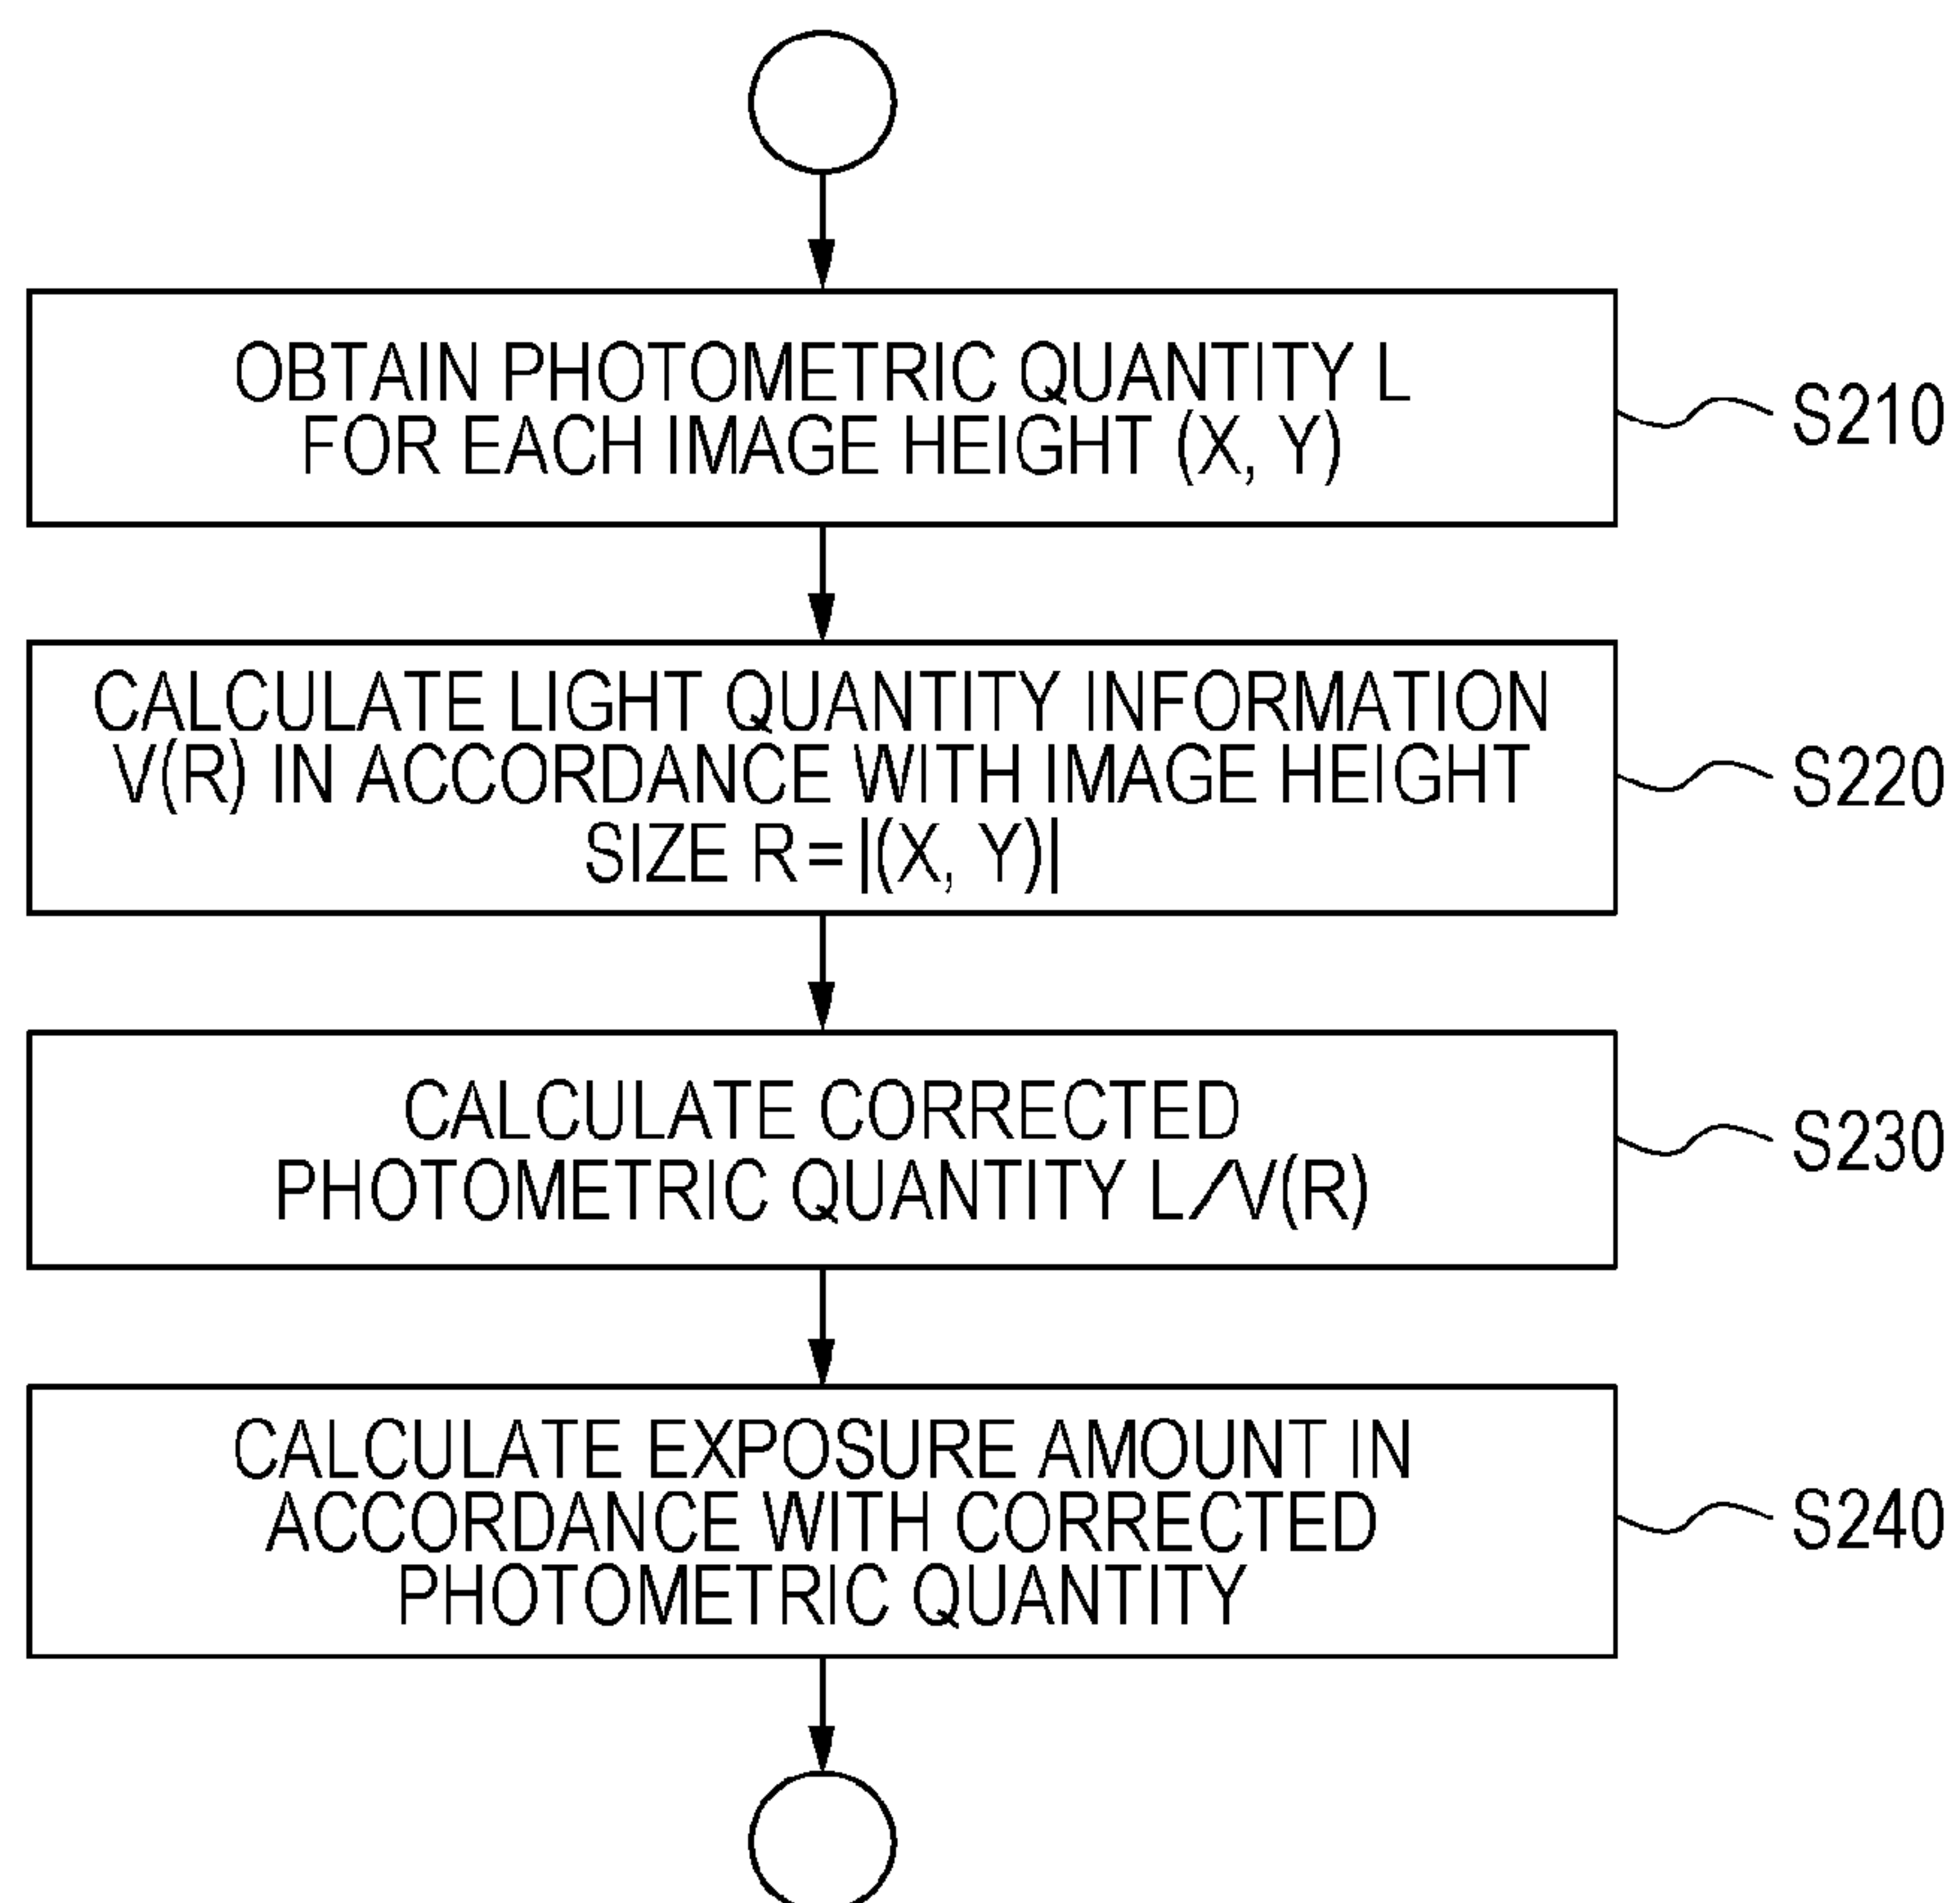 OBTAIN PHOTOMETRIC QUANTITY L
FOR EACH IMAGE HEIGHT (X, Y)
S210
CALCULATE LIGHT QUANTITY INFORMATION
V(R) IN ACCORDANCE WITH IMAGE HEIGHT
SIZE R=|(X, Y)|
S220
CALCULATE CORRECTED
PHOTOMETRIC QUANTITY L/V(R)
S230
CALCULATE EXPOSURE AMOUNT IN
ACCORDANCE WITH CORRECTED
PHOTOMETRIC QUANTITY
S240